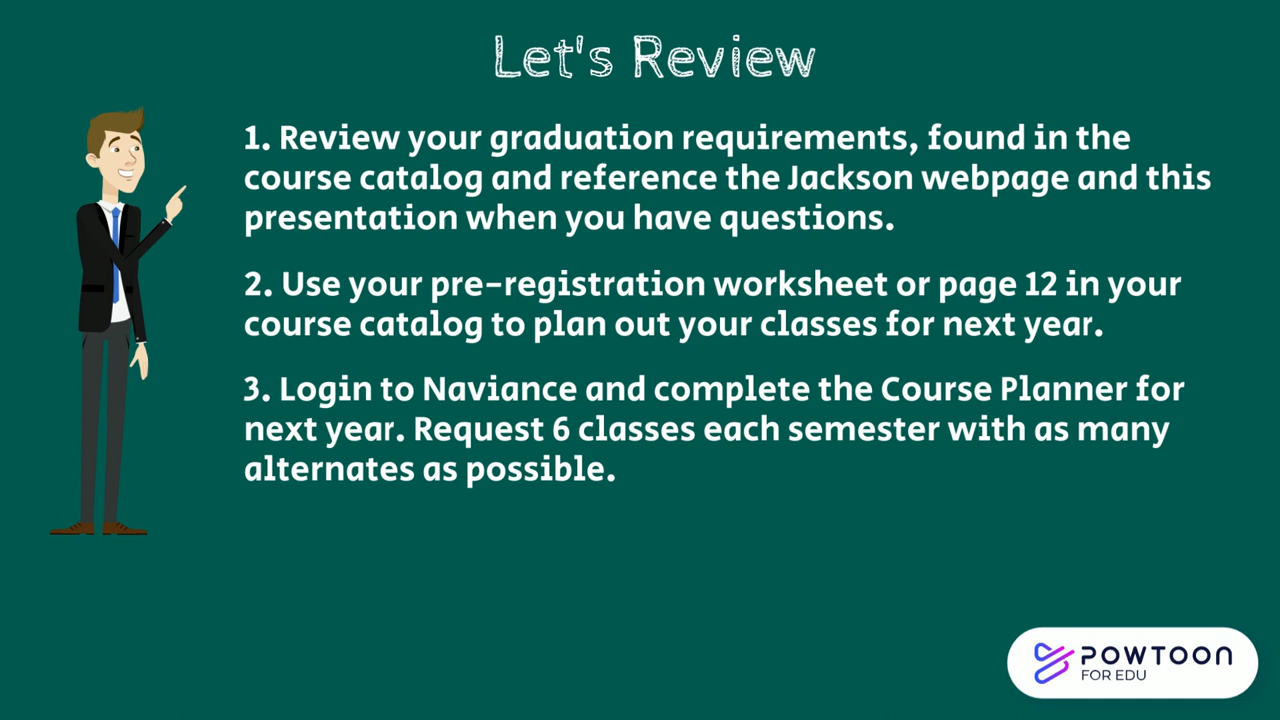 Let's Review
1. Review your graduation requirements, found in the
course catalog and reference the Jackson webpage and this
presentation when you have questions.
2. Use your pre-registration worksheet or page 12 in your
course catalog to plan out your classes for next year.
3. Login to Naviance and complete the Course Planner for
next year. Request 6 classes each semester with as many
alternates as possible.
POWTOON
FOR EDU